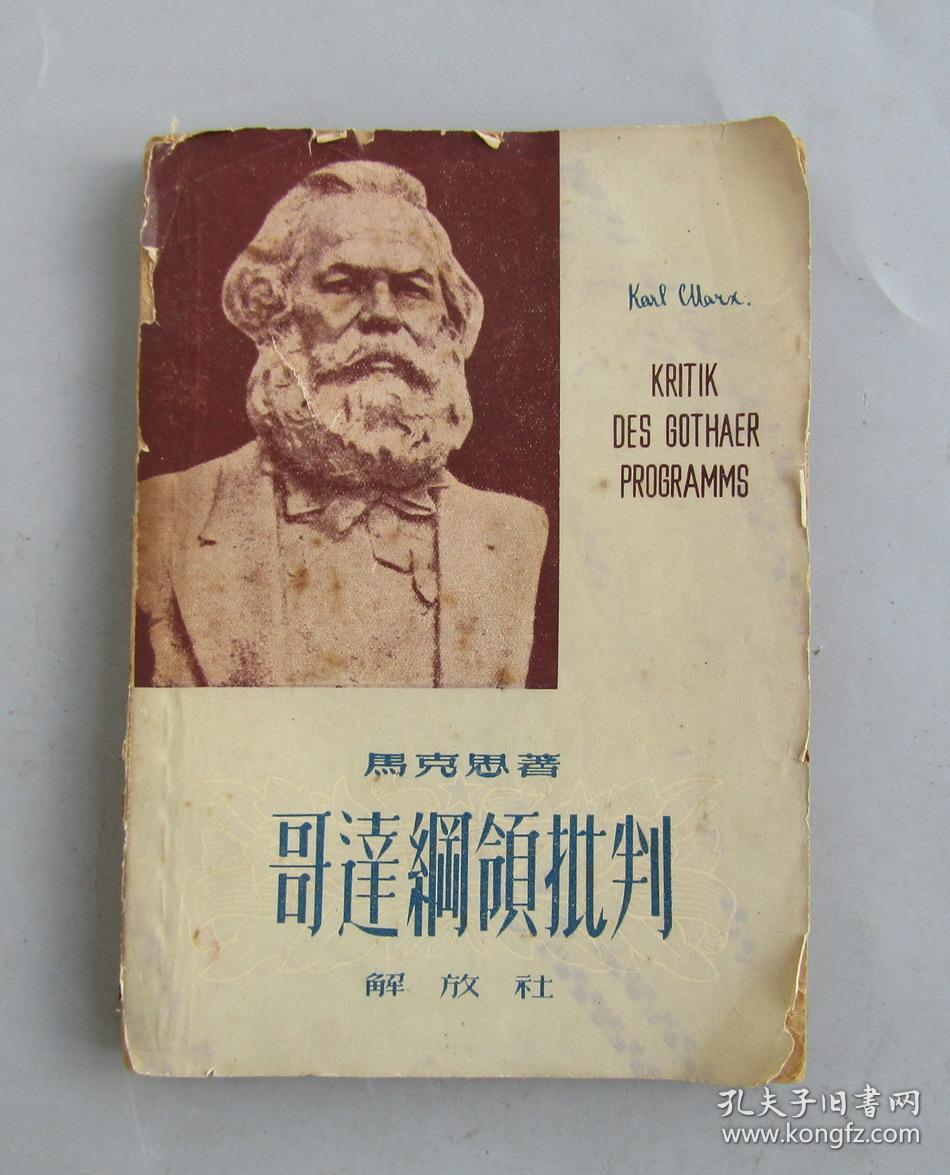 Karl Marx.
KRITIK
DES GOTHAER
PROGRAMMS
馬克思著
哥達綱領批判
解放社
孔夫子旧書网
www.kongfz.com